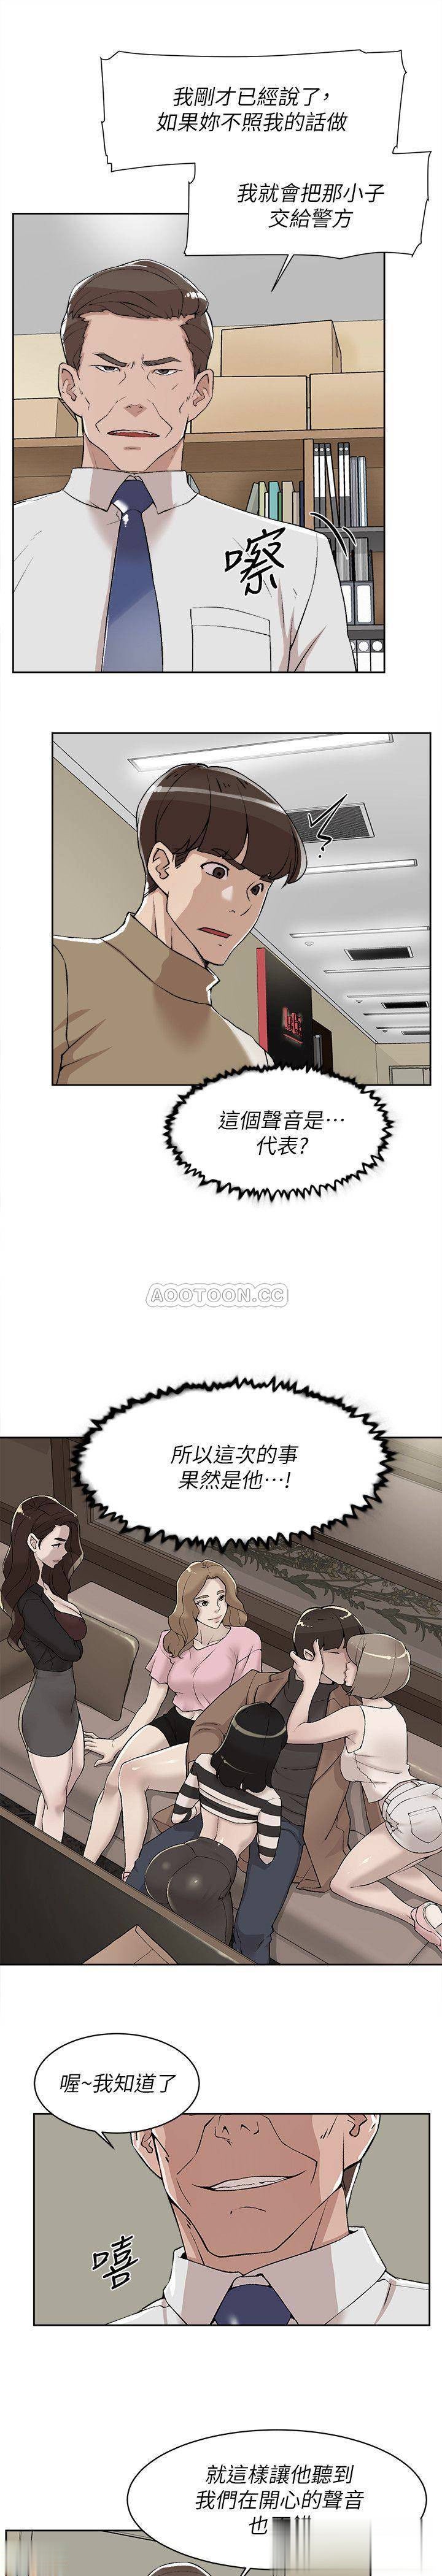 我剛才已經說了，
如果妳不照我的話做
我就會把那小子
交給警方
嚓
這個聲音是…
代表?
AOOTOON.CC
所以這次的事
果然是他…!
喔~我知道了
嘻
就這樣讓他聽到
我們在開心的聲音
也